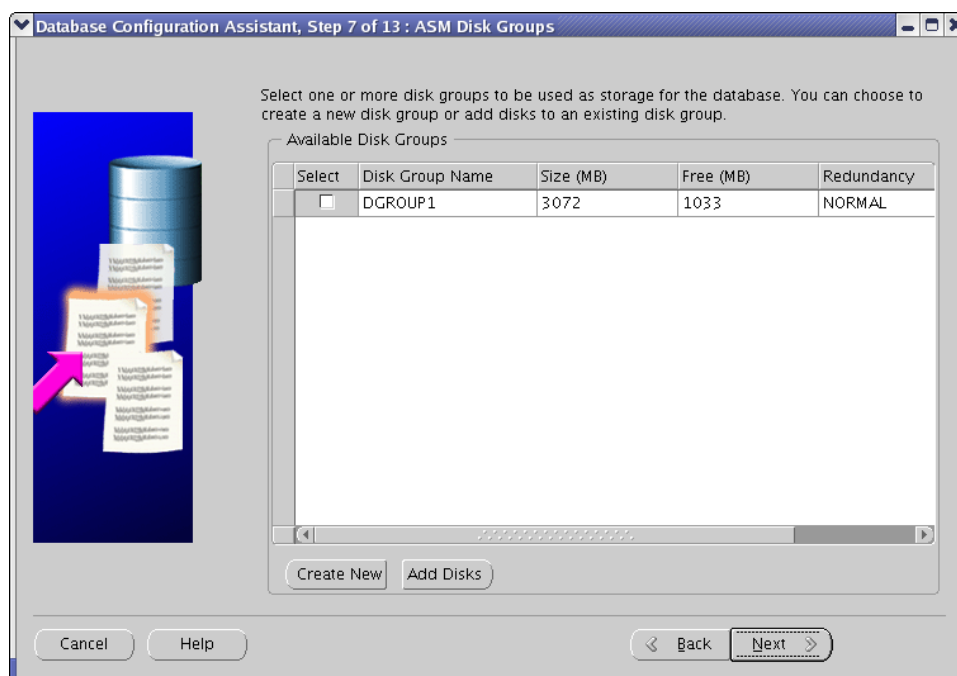 Database Configuration Assistant, Step 7 of 13 : ASM Disk Groups
Select one or more disk groups to be used as storage for the database. You can choose to
create a new disk group or add disks to an existing disk group.
Available Disk Groups
Select Disk Group Name Size (MB) Free (MB) Redundancy
DGROUP1 3072 1033 NORMAL
Create New Add Disks
Cancel Help Back Next